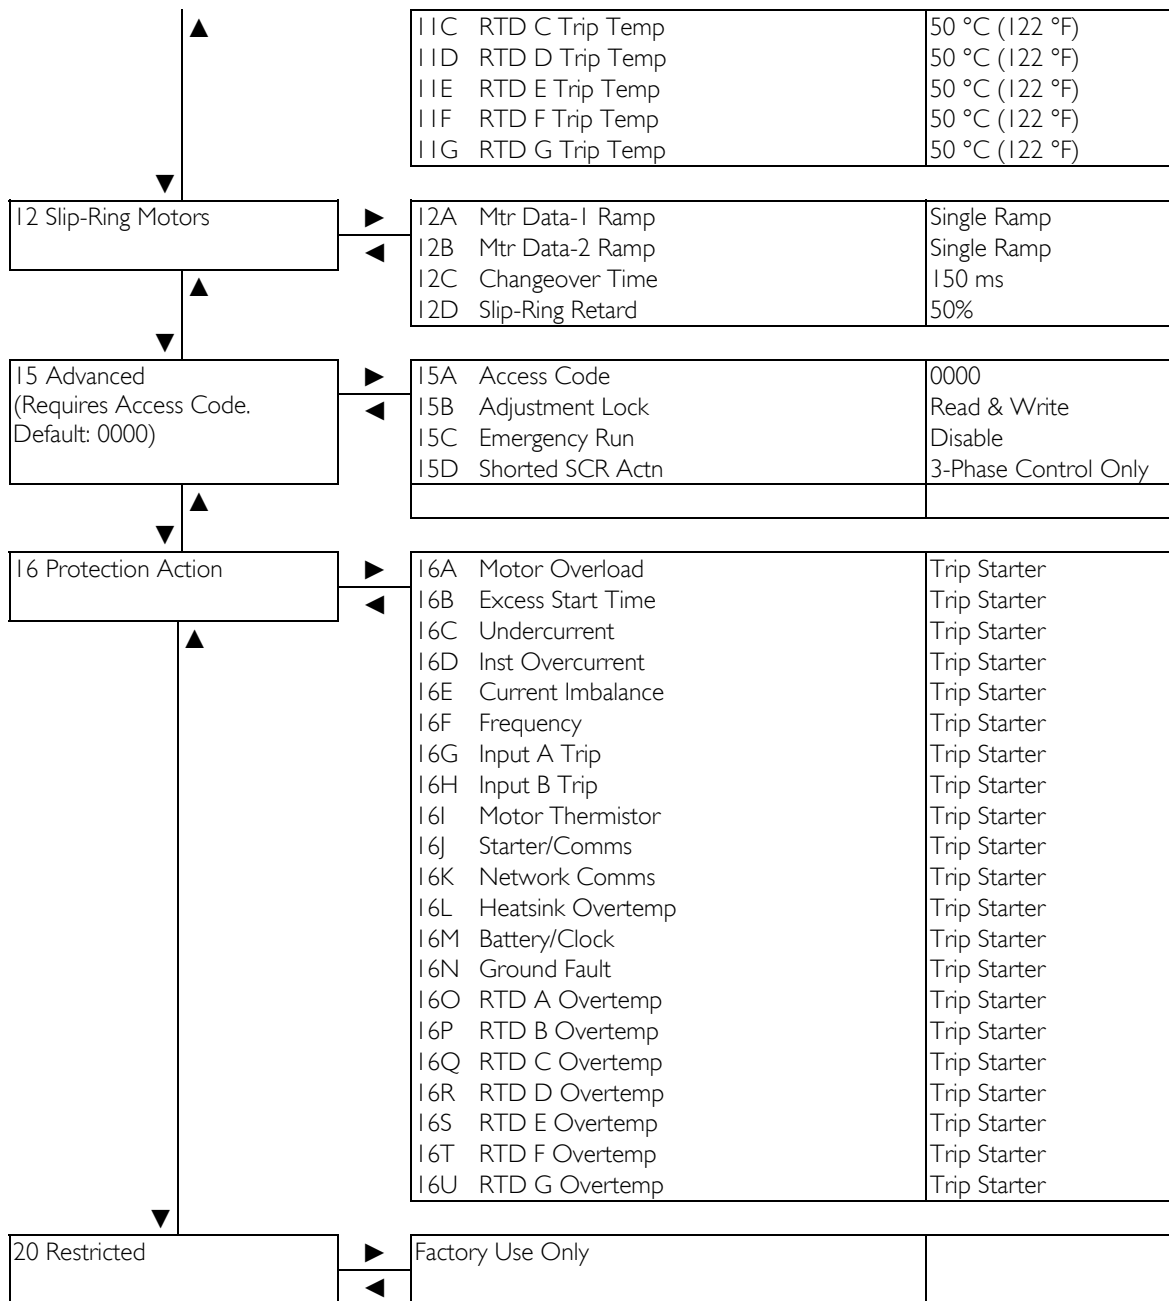 11C RTD C Trip Temp 50 °C (122 °F)
11D RTD D Trip Temp 50 °C (122 °F)
11E RTD E Trip Temp 50 °C (122 °F)
11F RTD F Trip Temp 50 °C (122 °F)
11G RTD G Trip Temp 50 °C (122 °F)
12 Slip-Ring Motors
12A Mtr Data-1 Ramp Single Ramp
12B Mtr Data-2 Ramp Single Ramp
12C Changeover Time 150 ms
12D Slip-Ring Retard 50%
15 Advanced
(Requires Access Code.
Default: 0000)
15A Access Code 0000
15B Adjustment Lock Read & Write
15C Emergency Run Disable
15D Shorted SCR Actn 3-Phase Control Only
16 Protection Action
16A Motor Overload Trip Starter
16B Excess Start Time Trip Starter
16C Undercurrent Trip Starter
16D Inst Overcurrent Trip Starter
16E Current Imbalance Trip Starter
16F Frequency Trip Starter
16G Input A Trip Trip Starter
16H Input B Trip Trip Starter
16I Motor Thermistor Trip Starter
16J Starter/Comms Trip Starter
16K Network Comms Trip Starter
16L Heatsink Overtemp Trip Starter
16M Battery/Clock Trip Starter
16N Ground Fault Trip Starter
16O RTD A Overtemp Trip Starter
16P RTD B Overtemp Trip Starter
16Q RTD C Overtemp Trip Starter
16R RTD D Overtemp Trip Starter
16S RTD E Overtemp Trip Starter
16T RTD F Overtemp Trip Starter
16U RTD G Overtemp Trip Starter
20 Restricted
Factory Use Only